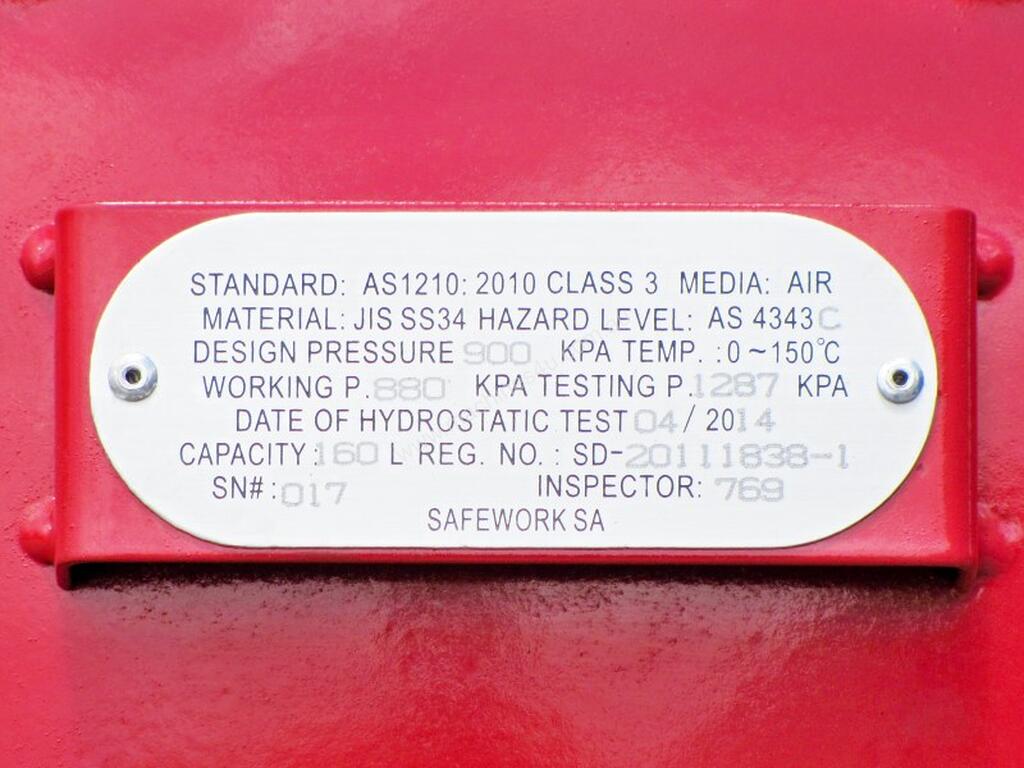 STANDARD: AS1210: 2010 CLASS 3 MEDIA: AIR
MATERIAL: JIS SS34 HAZARD LEVEL: AS 4343 C
DESIGN PRESSURE 900 KPA TEMP. :0~150℃
WORKING P. 880 KPA TESTING P. 1287 KPA
DATE OF HYDROSTATIC TEST 04/ 2014
CAPACITY: 160 L REG. NO. : SD-20111838-1
SN#: 017 INSPECTOR: 769
SAFEWORK SA